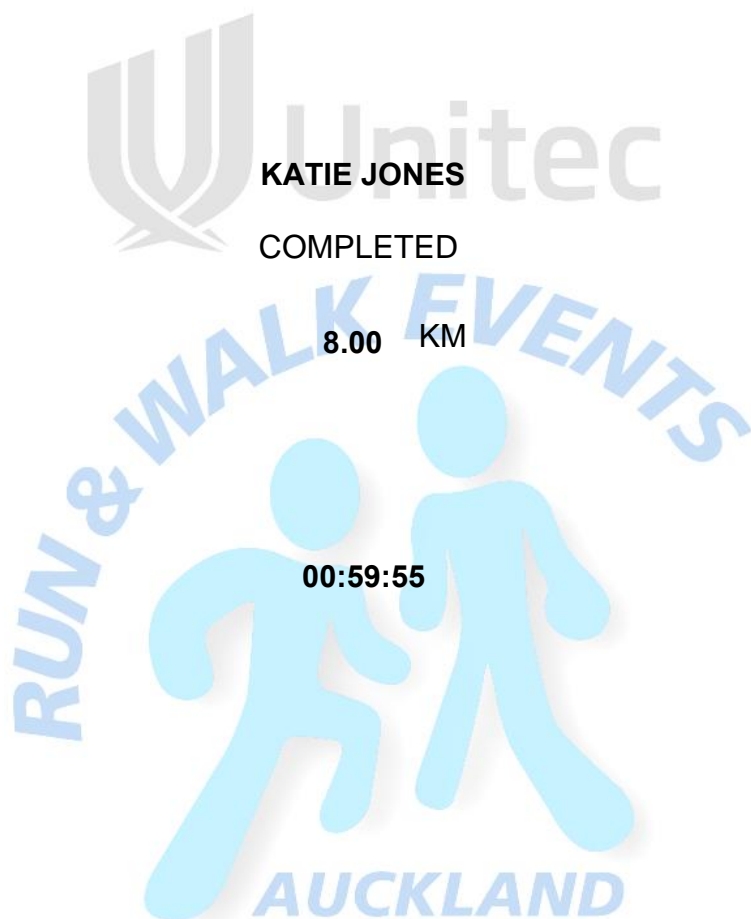 Unitec
KATIE JONES
COMPLETED
RUN & WALK EVENTS
8.00 KM
00:59:55
AUCKLAND